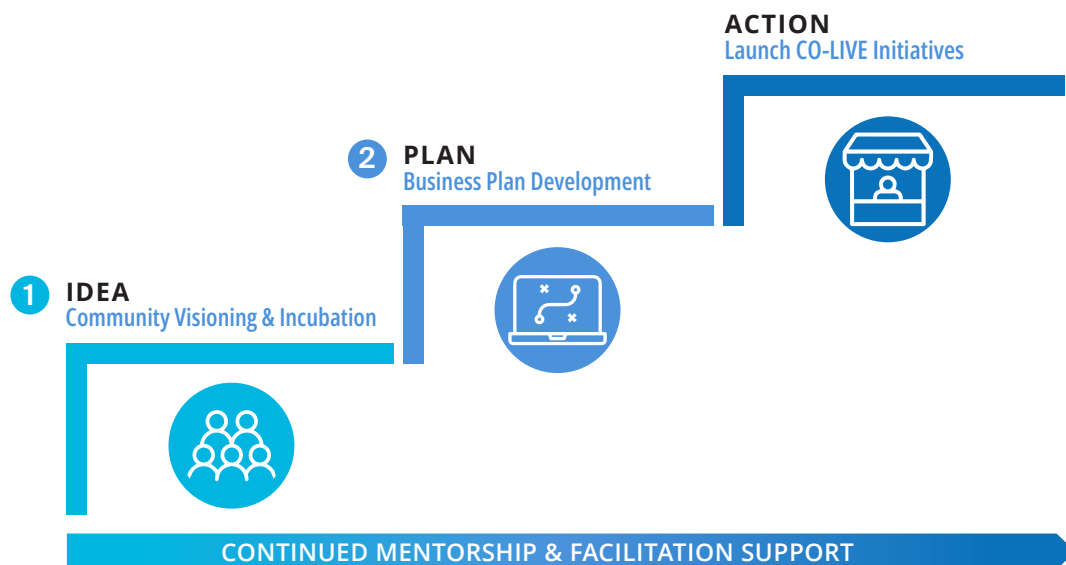 ACTION
Launch CO-LIVE Initiatives
2
PLAN
Business Plan Development
1
IDEA
Community Visioning & Incubation
CONTINUED MENTORSHIP & FACILITATION SUPPORT